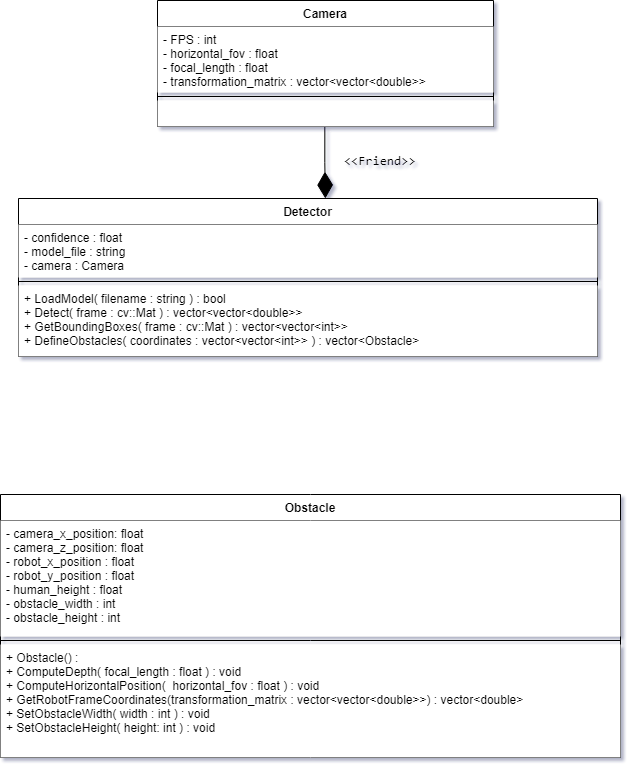 Camera
- FPS : int
- horizontal_fov : float
- focal_length : float
- transformation_matrix : vector<vector<double>>
<<Friend>>
Detector
- confidence : float
- model_file : string
- camera : Camera
+ LoadModel( filename : string ) : bool
+ Detect( frame : cv::Mat ) : vector<vector<double>>
+ GetBoundingBoxes( frame : cv::Mat ) : vector<vector<int>>
+ DefineObstacles( coordinates : vector<vector<int>> ) : vector<Obstacle>
Obstacle
- camera_x_position: float
- camera_z_position: float
- robot_x_position : float
- robot_y_position : float
- human_height : float
- obstacle_width : int
- obstacle_height : int
+ Obstacle() :
+ ComputeDepth( focal_length : float ) : void
+ ComputeHorizontalPosition(  horizontal_fov : float ) : void
+ GetRobotFrameCoordinates(transformation_matrix : vector<vector<double>>) : vector<double>
+ SetObstacleWidth( width : int ) : void
+ SetObstacleHeight( height: int ) : void